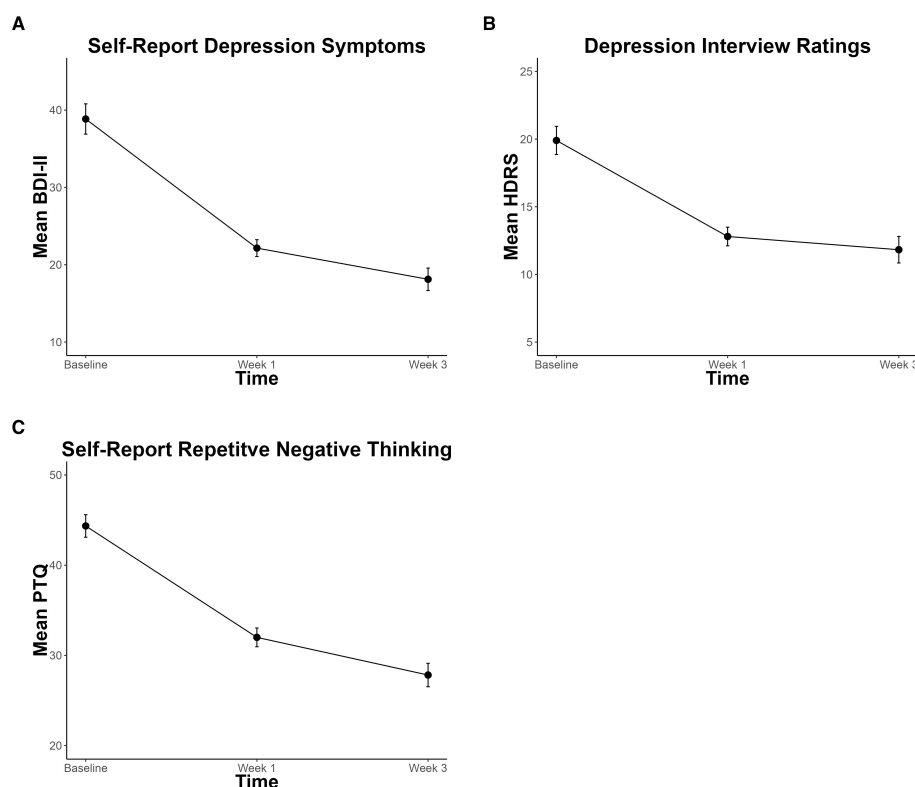 A
Self-Report Depression Symptoms
Mean BDI-II
40
30
20
10
Baseline
Week 1
Week 3
Time
B
Depression Interview Ratings
Mean HDRS
25
20
15
10
5
Baseline
Week 1
Week 3
Time
C
Self-Report Repetitve Negative Thinking
Mean PTQ
50
40
30
20
Baseline
Week 1
Week 3
Time